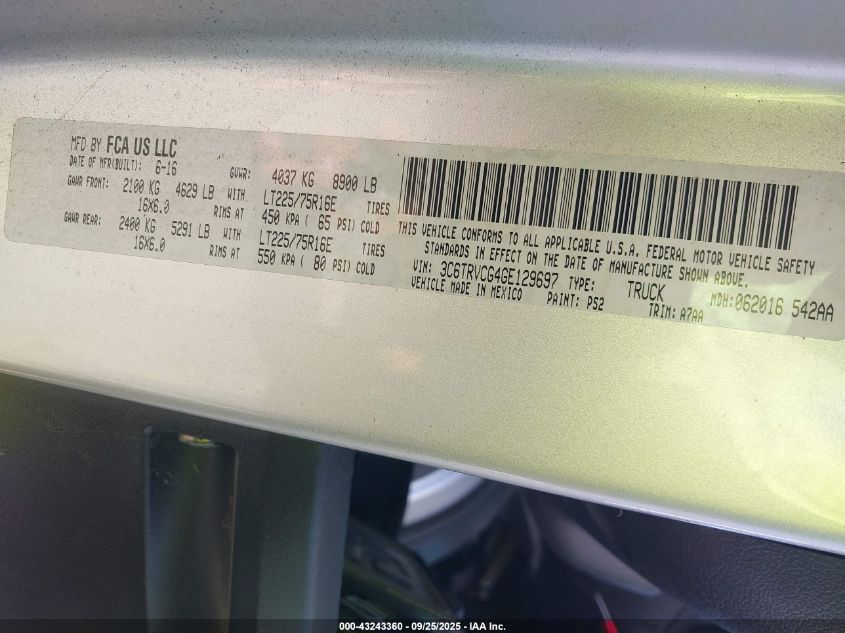 MFD BY FCA US LLC
DATE OF MFR(BUILT): 6-16 GVWR: 4037 KG 8900 LB
GAWR FRONT: 2100 KG 4629 LB WITH LT225/75R16E TIRES
16X6.0 RIMS AT 450 KPA ( 65 PSI) COLD
GAWR REAR: 2400 KG 5291 LB WITH LT225/75R16E TIRES
16X6.0 RIMS AT 550 KPA ( 80 PSI) COLD
THIS VEHICLE CONFORMS TO ALL APPLICABLE U.S.A. FEDERAL MOTOR VEHICLE SAFETY
STANDARDS IN EFFECT ON THE DATE OF MANUFACTURE SHOWN ABOVE.
VIN: 3C6TRVCG4GE129697 TYPE: TRUCK MDH:062016 542AA
VEHICLE MADE IN MEXICO PAINT: PS2 TRIM: A7AA
000-43243360 - 09/25/2025 - IAA Inc.